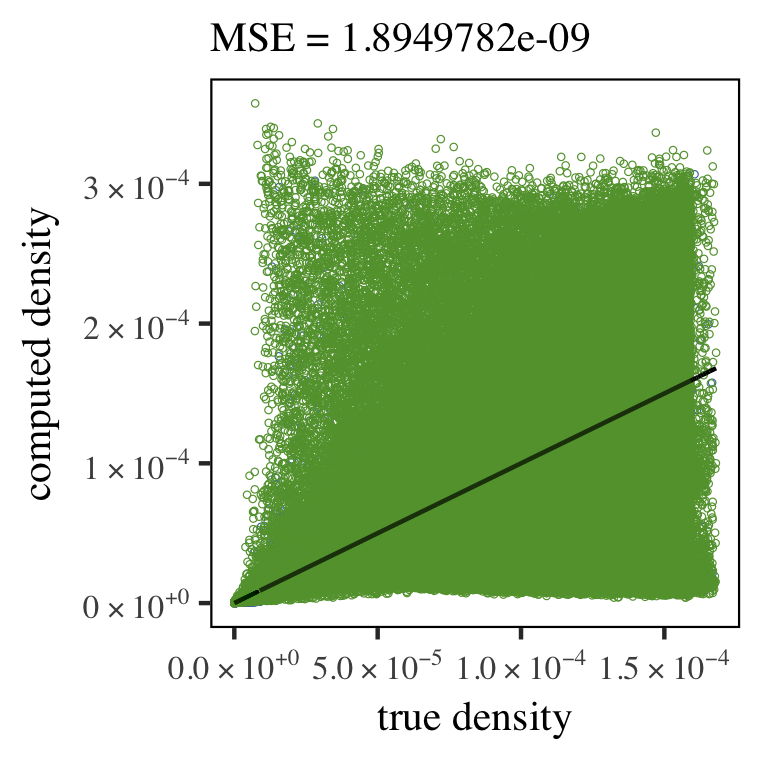 MSE = 1.8949782e-09
computed density
3 × 10⁻⁴
2 × 10⁻⁴
1 × 10⁻⁴
0 × 10⁺⁰
0.0 × 10⁺⁰ 5.0 × 10⁻⁵ 1.0 × 10⁻⁴ 1.5 × 10⁻⁴
true density